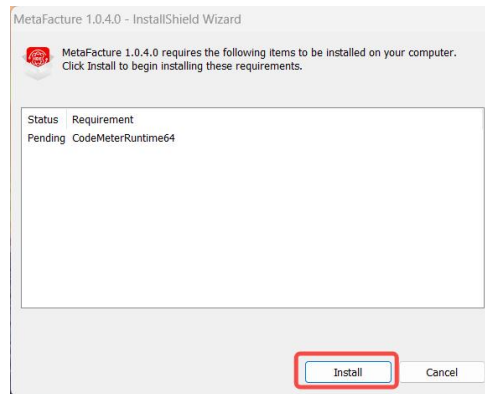 MetaFacture 1.0.4.0 - InstallShield Wizard
MetaFacture 1.0.4.0 requires the following items to be installed on your computer.
Click Install to begin installing these requirements.
Status Requirement
Pending CodeMeterRuntime64
Install Cancel